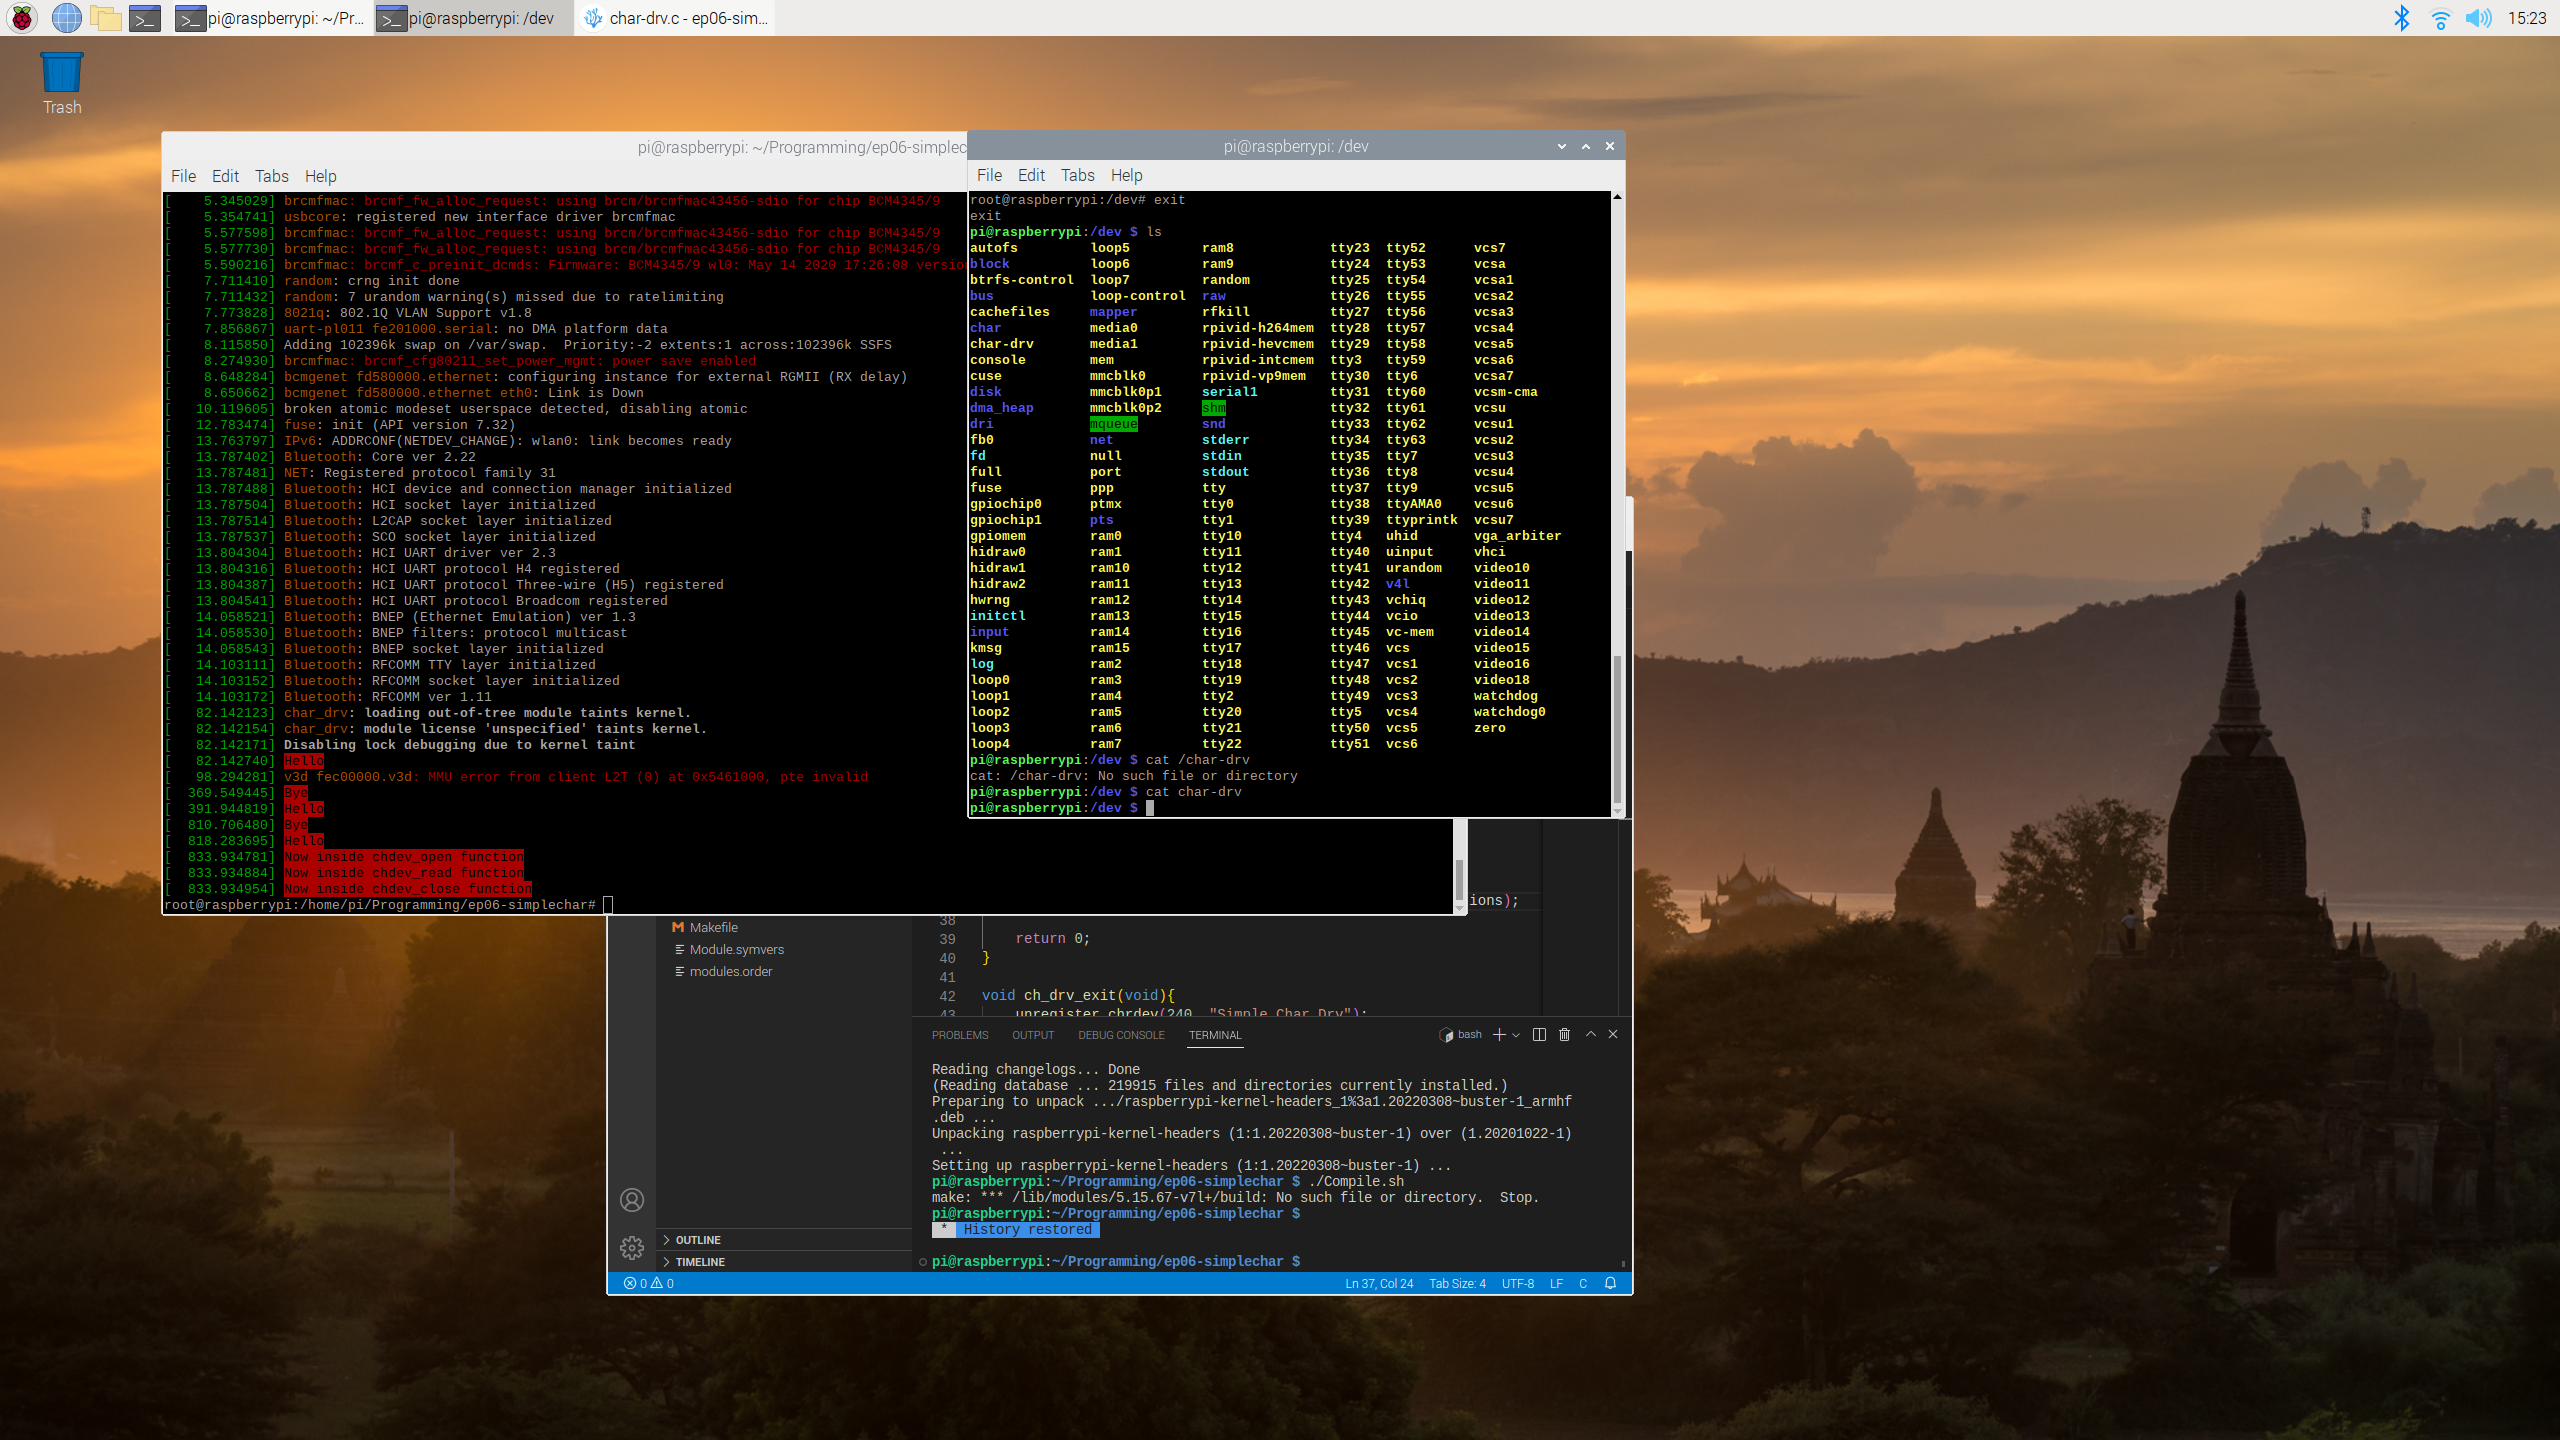 pi@raspberrypi: ~/Pr...
pi@raspberrypi: /dev
char-drv.c - ep06-sim...
15:23
Trash
pi@raspberrypi: ~/Programming/ep06-simplec
File Edit Tabs Help
[    5.345029] brcmfmac: brcmf_fw_alloc_request: using brcm/brcmfmac43456-sdio for chip BCM4345/9
[    5.354741] usbcore: registered new interface driver brcmfmac
[    5.577598] brcmfmac: brcmf_fw_alloc_request: using brcm/brcmfmac43456-sdio for chip BCM4345/9
[    5.577730] brcmfmac: brcmf_fw_alloc_request: using brcm/brcmfmac43456-sdio for chip BCM4345/9
[    5.590216] brcmfmac: brcmf_c_preinit_dcmds: Firmware: BCM4345/9 wl0: May 14 2020 17:26:08 versio
[    7.711410] random: crng init done
[    7.711432] random: 7 urandom warning(s) missed due to ratelimiting
[    7.773828] 8021q: 802.1Q VLAN Support v1.8
[    7.856867] uart-pl011 fe201000.serial: no DMA platform data
[    8.115850] Adding 102396k swap on /var/swap.  Priority:-2 extents:1 across:102396k SSFS
[    8.274930] brcmfmac: brcmf_cfg80211_set_power_mgmt: power save enabled
[    8.648284] bcmgenet fd580000.ethernet: configuring instance for external RGMII (RX delay)
[    8.650662] bcmgenet fd580000.ethernet eth0: Link is Down
[   10.119605] broken atomic modeset userspace detected, disabling atomic
[   12.783474] fuse: init (API version 7.32)
[   13.763797] IPv6: ADDRCONF(NETDEV_CHANGE): wlan0: link becomes ready
[   13.787402] Bluetooth: Core ver 2.22
[   13.787481] NET: Registered protocol family 31
[   13.787488] Bluetooth: HCI device and connection manager initialized
[   13.787504] Bluetooth: HCI socket layer initialized
[   13.787514] Bluetooth: L2CAP socket layer initialized
[   13.787537] Bluetooth: SCO socket layer initialized
[   13.804304] Bluetooth: HCI UART driver ver 2.3
[   13.804316] Bluetooth: HCI UART protocol H4 registered
[   13.804387] Bluetooth: HCI UART protocol Three-wire (H5) registered
[   13.804541] Bluetooth: HCI UART protocol Broadcom registered
[   14.058521] Bluetooth: BNEP (Ethernet Emulation) ver 1.3
[   14.058530] Bluetooth: BNEP filters: protocol multicast
[   14.058543] Bluetooth: BNEP socket layer initialized
[   14.103111] Bluetooth: RFCOMM TTY layer initialized
[   14.103152] Bluetooth: RFCOMM socket layer initialized
[   14.103172] Bluetooth: RFCOMM ver 1.11
[   82.142123] char_drv: loading out-of-tree module taints kernel.
[   82.142154] char_drv: module license 'unspecified' taints kernel.
[   82.142171] Disabling lock debugging due to kernel taint
[   82.142740] Hello
[   98.294281] v3d fec00000.v3d: MMU error from client L2T (0) at 0x5461000, pte invalid
[  369.549445] Bye
[  391.944819] Hello
[  810.706480] Bye
[  818.283695] Hello
[  833.934781] Now inside chdev_open function
[  833.934884] Now inside chdev_read function
[  833.934954] Now inside chdev_close function
root@raspberrypi:/home/pi/Programming/ep06-simplechar#
pi@raspberrypi: /dev
File Edit Tabs Help
root@raspberrypi:/dev# exit
exit
pi@raspberrypi:/dev $ ls
autofs loop5 ram8 tty23 tty52 vcs7
block loop6 ram9 tty24 tty53 vcsa
btrfs-control loop7 random tty25 tty54 vcsa1
bus loop-control raw tty26 tty55 vcsa2
cachefiles mapper rfkill tty27 tty56 vcsa3
char media0 rpivid-h264mem tty28 tty57 vcsa4
char-drv media1 rpivid-hevcmem tty29 tty58 vcsa5
console mem rpivid-intcmem tty3 tty59 vcsa6
cuse mmcblk0 rpivid-vp9mem tty30 tty6 vcsa7
disk mmcblk0p1 serial1 tty31 tty60 vcsm-cma
dma_heap mmcblk0p2 shm tty32 tty61 vcsu
dri mqueue snd tty33 tty62 vcsu1
fb0 net stderr tty34 tty63 vcsu2
fd null stdin tty35 tty7 vcsu3
full port stdout tty36 tty8 vcsu4
fuse ppp tty tty37 tty9 vcsu5
gpiochip0 ptmx tty0 tty38 ttyAMA0 vcsu6
gpiochip1 pts tty1 tty39 ttyprintk vcsu7
gpiomem ram0 tty10 tty4 uhid vga_arbiter
hidraw0 ram1 tty11 tty40 uinput vhci
hidraw1 ram10 tty12 tty41 urandom video10
hidraw2 ram11 tty13 tty42 v4l video11
hwrng ram12 tty14 tty43 vchiq video12
initctl ram13 tty15 tty44 vcio video13
input ram14 tty16 tty45 vc-mem video14
kmsg ram15 tty17 tty46 vcs video15
log ram2 tty18 tty47 vcs1 video16
loop0 ram3 tty19 tty48 vcs2 video18
loop1 ram4 tty2 tty49 vcs3 watchdog
loop2 ram5 tty20 tty5 vcs4 watchdog0
loop3 ram6 tty21 tty50 vcs5 zero
loop4 ram7 tty22 tty51 vcs6
pi@raspberrypi:/dev $ cat /char-drv
cat: /char-drv: No such file or directory
pi@raspberrypi:/dev $ cat char-drv
pi@raspberrypi:/dev $
Makefile
Module.symvers
modules.order
OUTLINE
TIMELINE
ions);
38
39 return 0;
40 }
41
42 void ch_drv_exit(void){
43 unregister_chrdev(240, "Simple Char Drv");
PROBLEMS OUTPUT DEBUG CONSOLE TERMINAL bash
Reading changelogs... Done
(Reading database ... 219915 files and directories currently installed.)
Preparing to unpack .../raspberrypi-kernel-headers_1%3a1.20220308~buster-1_armhf
.deb ...
Unpacking raspberrypi-kernel-headers (1:1.20220308~buster-1) over (1.20201022-1)
...
Setting up raspberrypi-kernel-headers (1:1.20220308~buster-1) ...
pi@raspberrypi:~/Programming/ep06-simplechar $ ./Compile.sh
make: *** /lib/modules/5.15.67-v7l+/build: No such file or directory.  Stop.
pi@raspberrypi:~/Programming/ep06-simplechar $
* History restored
pi@raspberrypi:~/Programming/ep06-simplechar $
0 0 Ln 37, Col 24 Tab Size: 4 UTF-8 LF C